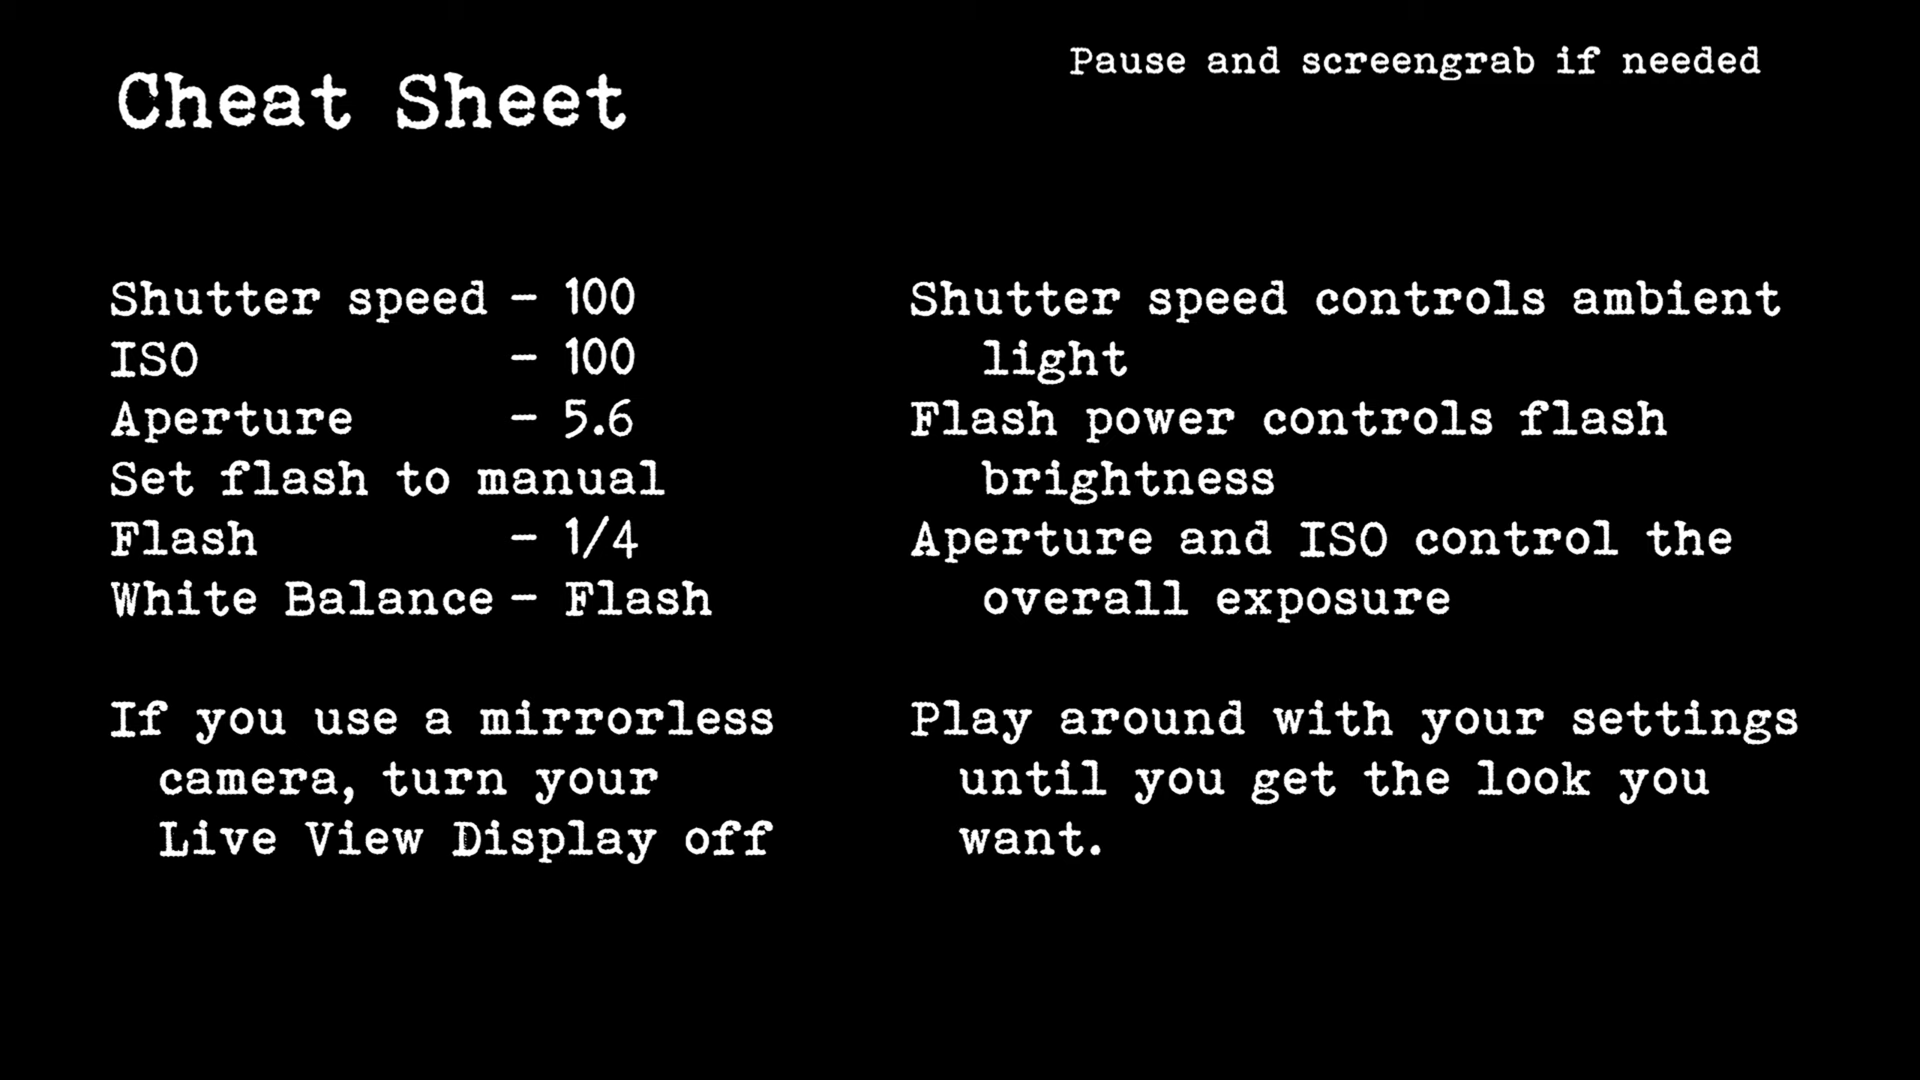 Cheat Sheet
Pause and screengrab if needed
Shutter speed – 100
ISO – 100
Aperture – 5.6
Set flash to manual
Flash – 1/4
White Balance – Flash
If you use a mirrorless
camera, turn your
Live View Display off
Shutter speed controls ambient
light
Flash power controls flash
brightness
Aperture and ISO control the
overall exposure
Play around with your settings
until you get the look you
want.